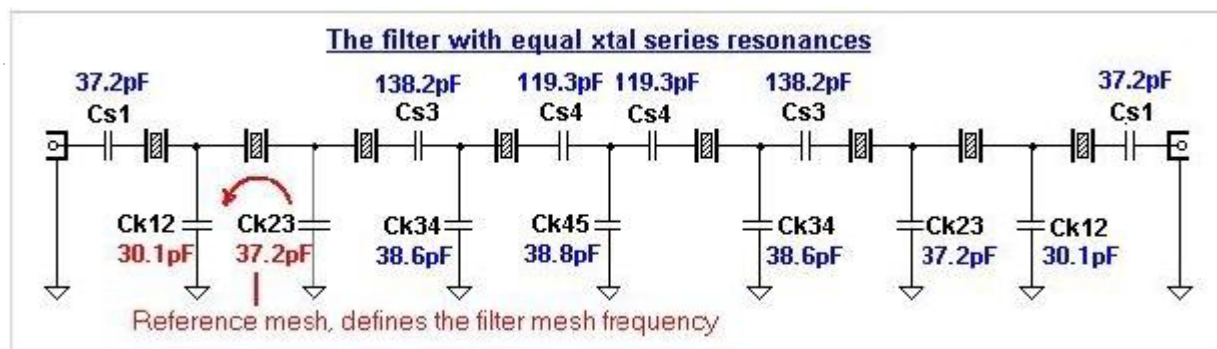 The filter with equal xtal series resonances
37.2pF 138.2pF 119.3pF 119.3pF 138.2pF 37.2pF
Cs1 Cs3 Cs4 Cs4 Cs3 Cs1
Ck12 Ck23 Ck34 Ck45 Ck34 Ck23 Ck12
30.1pF 37.2pF 38.6pF 38.8pF 38.6pF 37.2pF 30.1pF
Reference mesh, defines the filter mesh frequency